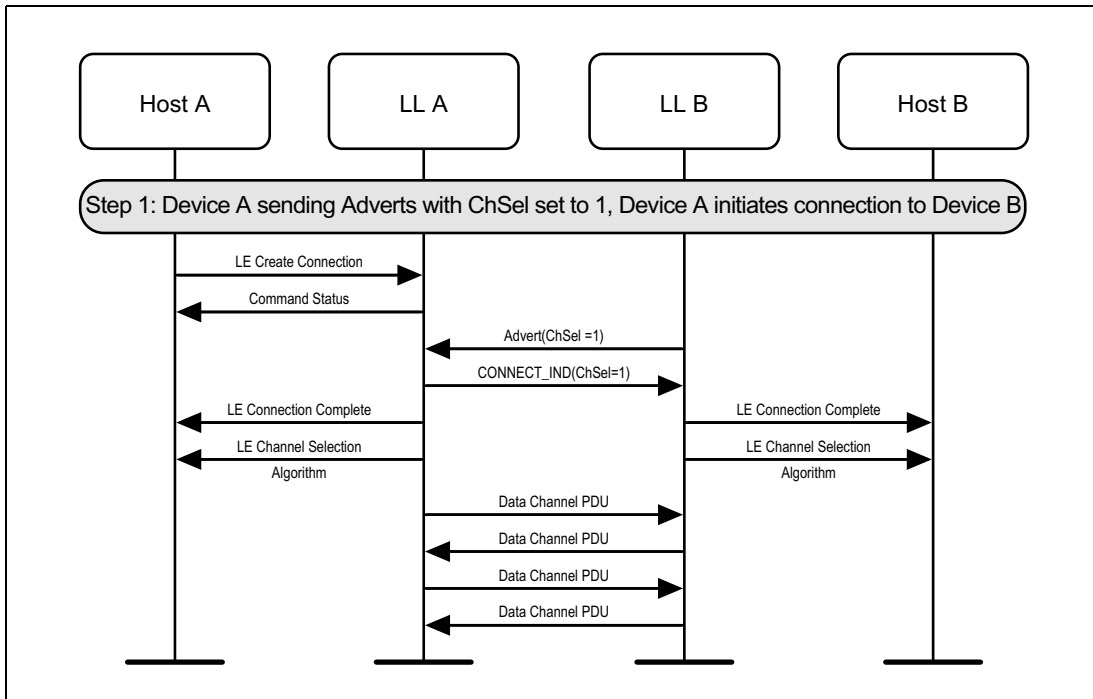 Host A
LL A
LL B
Host B
Step 1: Device A sending Adverts with ChSel set to 1, Device A initiates connection to Device B
LE Create Connection
Command Status
Advert(ChSel =1)
CONNECT_IND(ChSel=1)
LE Connection Complete
LE Connection Complete
LE Channel Selection
Algorithm
LE Channel Selection
Algorithm
Data Channel PDU
Data Channel PDU
Data Channel PDU
Data Channel PDU